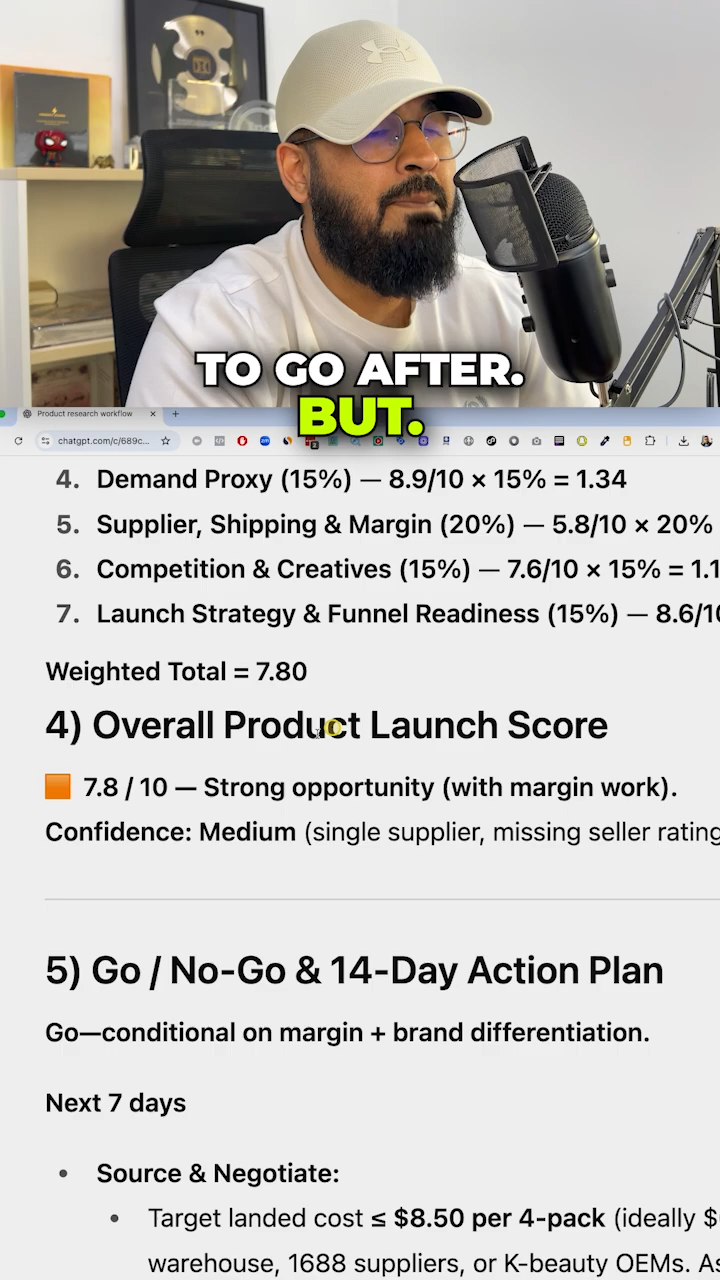 TO GO AFTER.
BUT.
Product research workflow
chatgpt.com/c/689c...
4. Demand Proxy (15%) — 8.9/10 × 15% = 1.34
5. Supplier, Shipping & Margin (20%) — 5.8/10 × 20%
6. Competition & Creatives (15%) — 7.6/10 × 15% = 1.1
7. Launch Strategy & Funnel Readiness (15%) — 8.6/10
Weighted Total = 7.80
4) Overall Product Launch Score
7.8 / 10 — Strong opportunity (with margin work).
Confidence: Medium (single supplier, missing seller rating
5) Go / No-Go & 14-Day Action Plan
Go—conditional on margin + brand differentiation.
Next 7 days
• Source & Negotiate:
• Target landed cost ≤ $8.50 per 4-pack (ideally $
warehouse, 1688 suppliers, or K-beauty OEMs. As